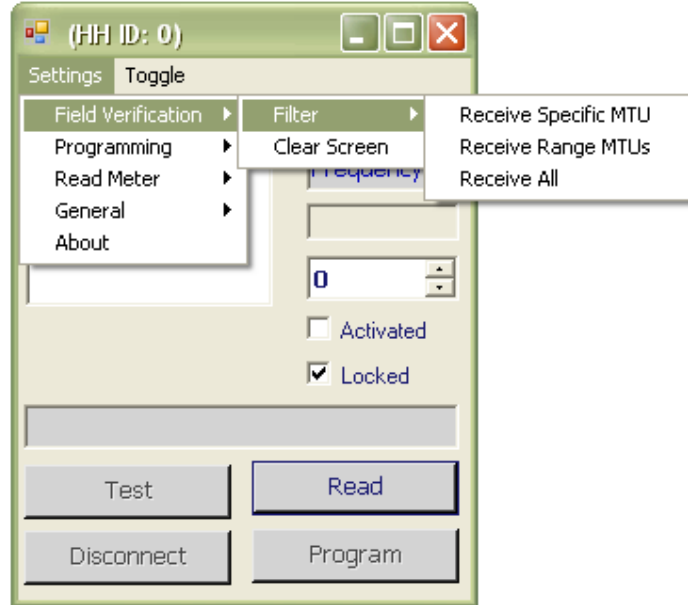 (HH ID: 0)
Settings Toggle
Field Verification Filter Receive Specific MTU
Programming Clear Screen Receive Range MTUs
Read Meter Frequency Receive All
General
About
0
Activated
Locked
Test Read
Disconnect Program